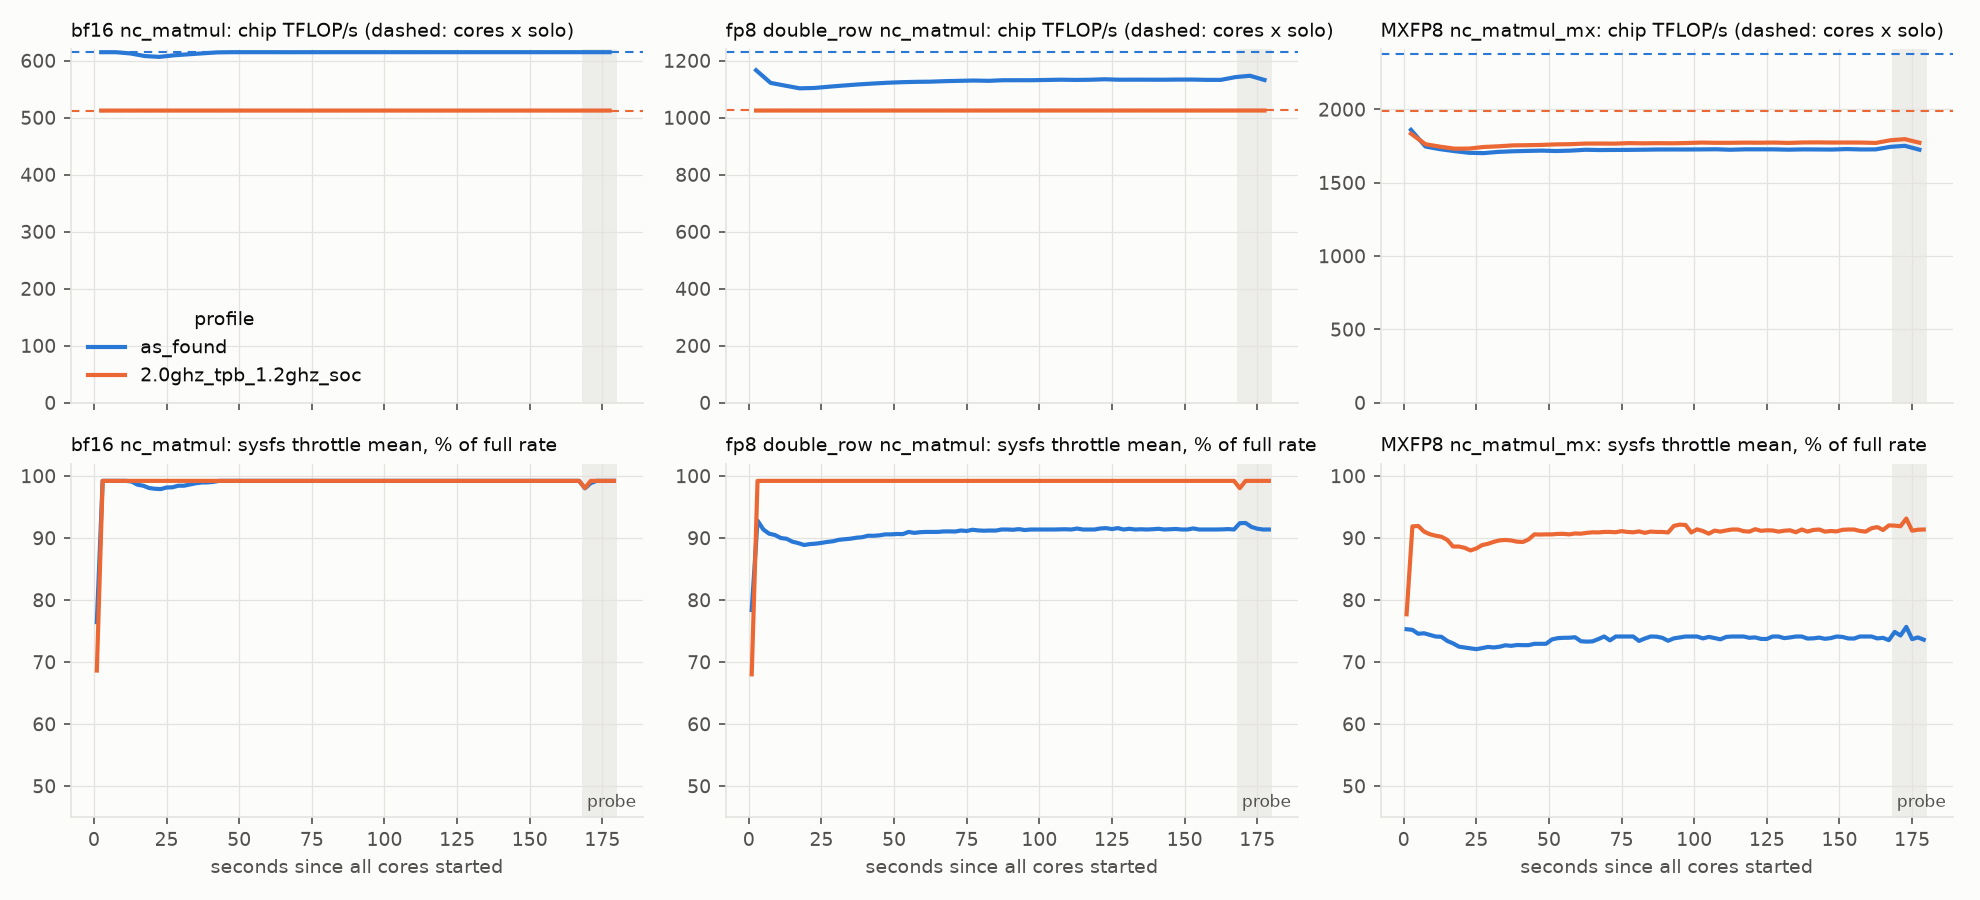 bf16 nc_matmul: chip TFLOP/s (dashed: cores x solo)
600
500
400
300
200
100
0
profile
as_found
2.0ghz_tpb_1.2ghz_soc
fp8 double_row nc_matmul: chip TFLOP/s (dashed: cores x solo)
1200
1000
800
600
400
200
0
MXFP8 nc_matmul_mx: chip TFLOP/s (dashed: cores x solo)
2000
1500
1000
500
0
bf16 nc_matmul: sysfs throttle mean, % of full rate
100
90
80
70
60
50
probe
0 25 50 75 100 125 150 175
seconds since all cores started
fp8 double_row nc_matmul: sysfs throttle mean, % of full rate
100
90
80
70
60
50
probe
0 25 50 75 100 125 150 175
seconds since all cores started
MXFP8 nc_matmul_mx: sysfs throttle mean, % of full rate
100
90
80
70
60
50
probe
0 25 50 75 100 125 150 175
seconds since all cores started